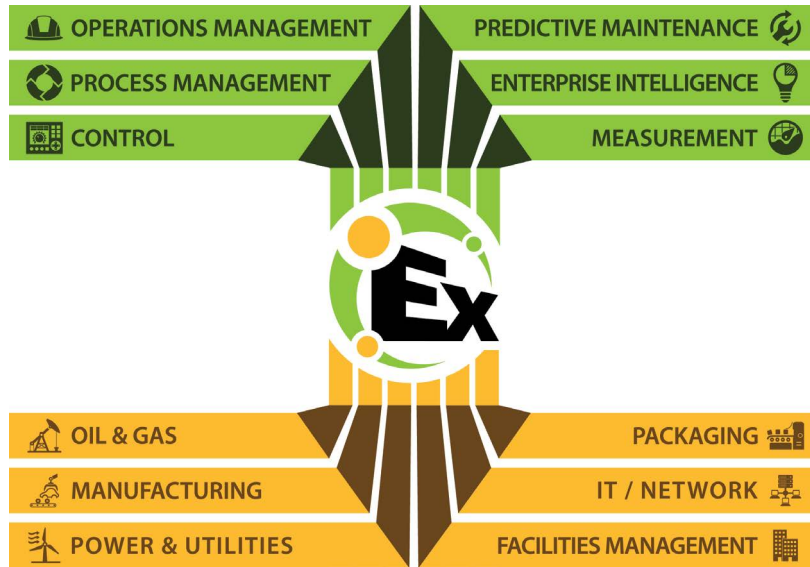 OPERATIONS MANAGEMENT
PREDICTIVE MAINTENANCE
PROCESS MANAGEMENT
ENTERPRISE INTELLIGENCE
CONTROL
MEASUREMENT
Ex
OIL & GAS
PACKAGING
MANUFACTURING
IT / NETWORK
POWER & UTILITIES
FACILITIES MANAGEMENT